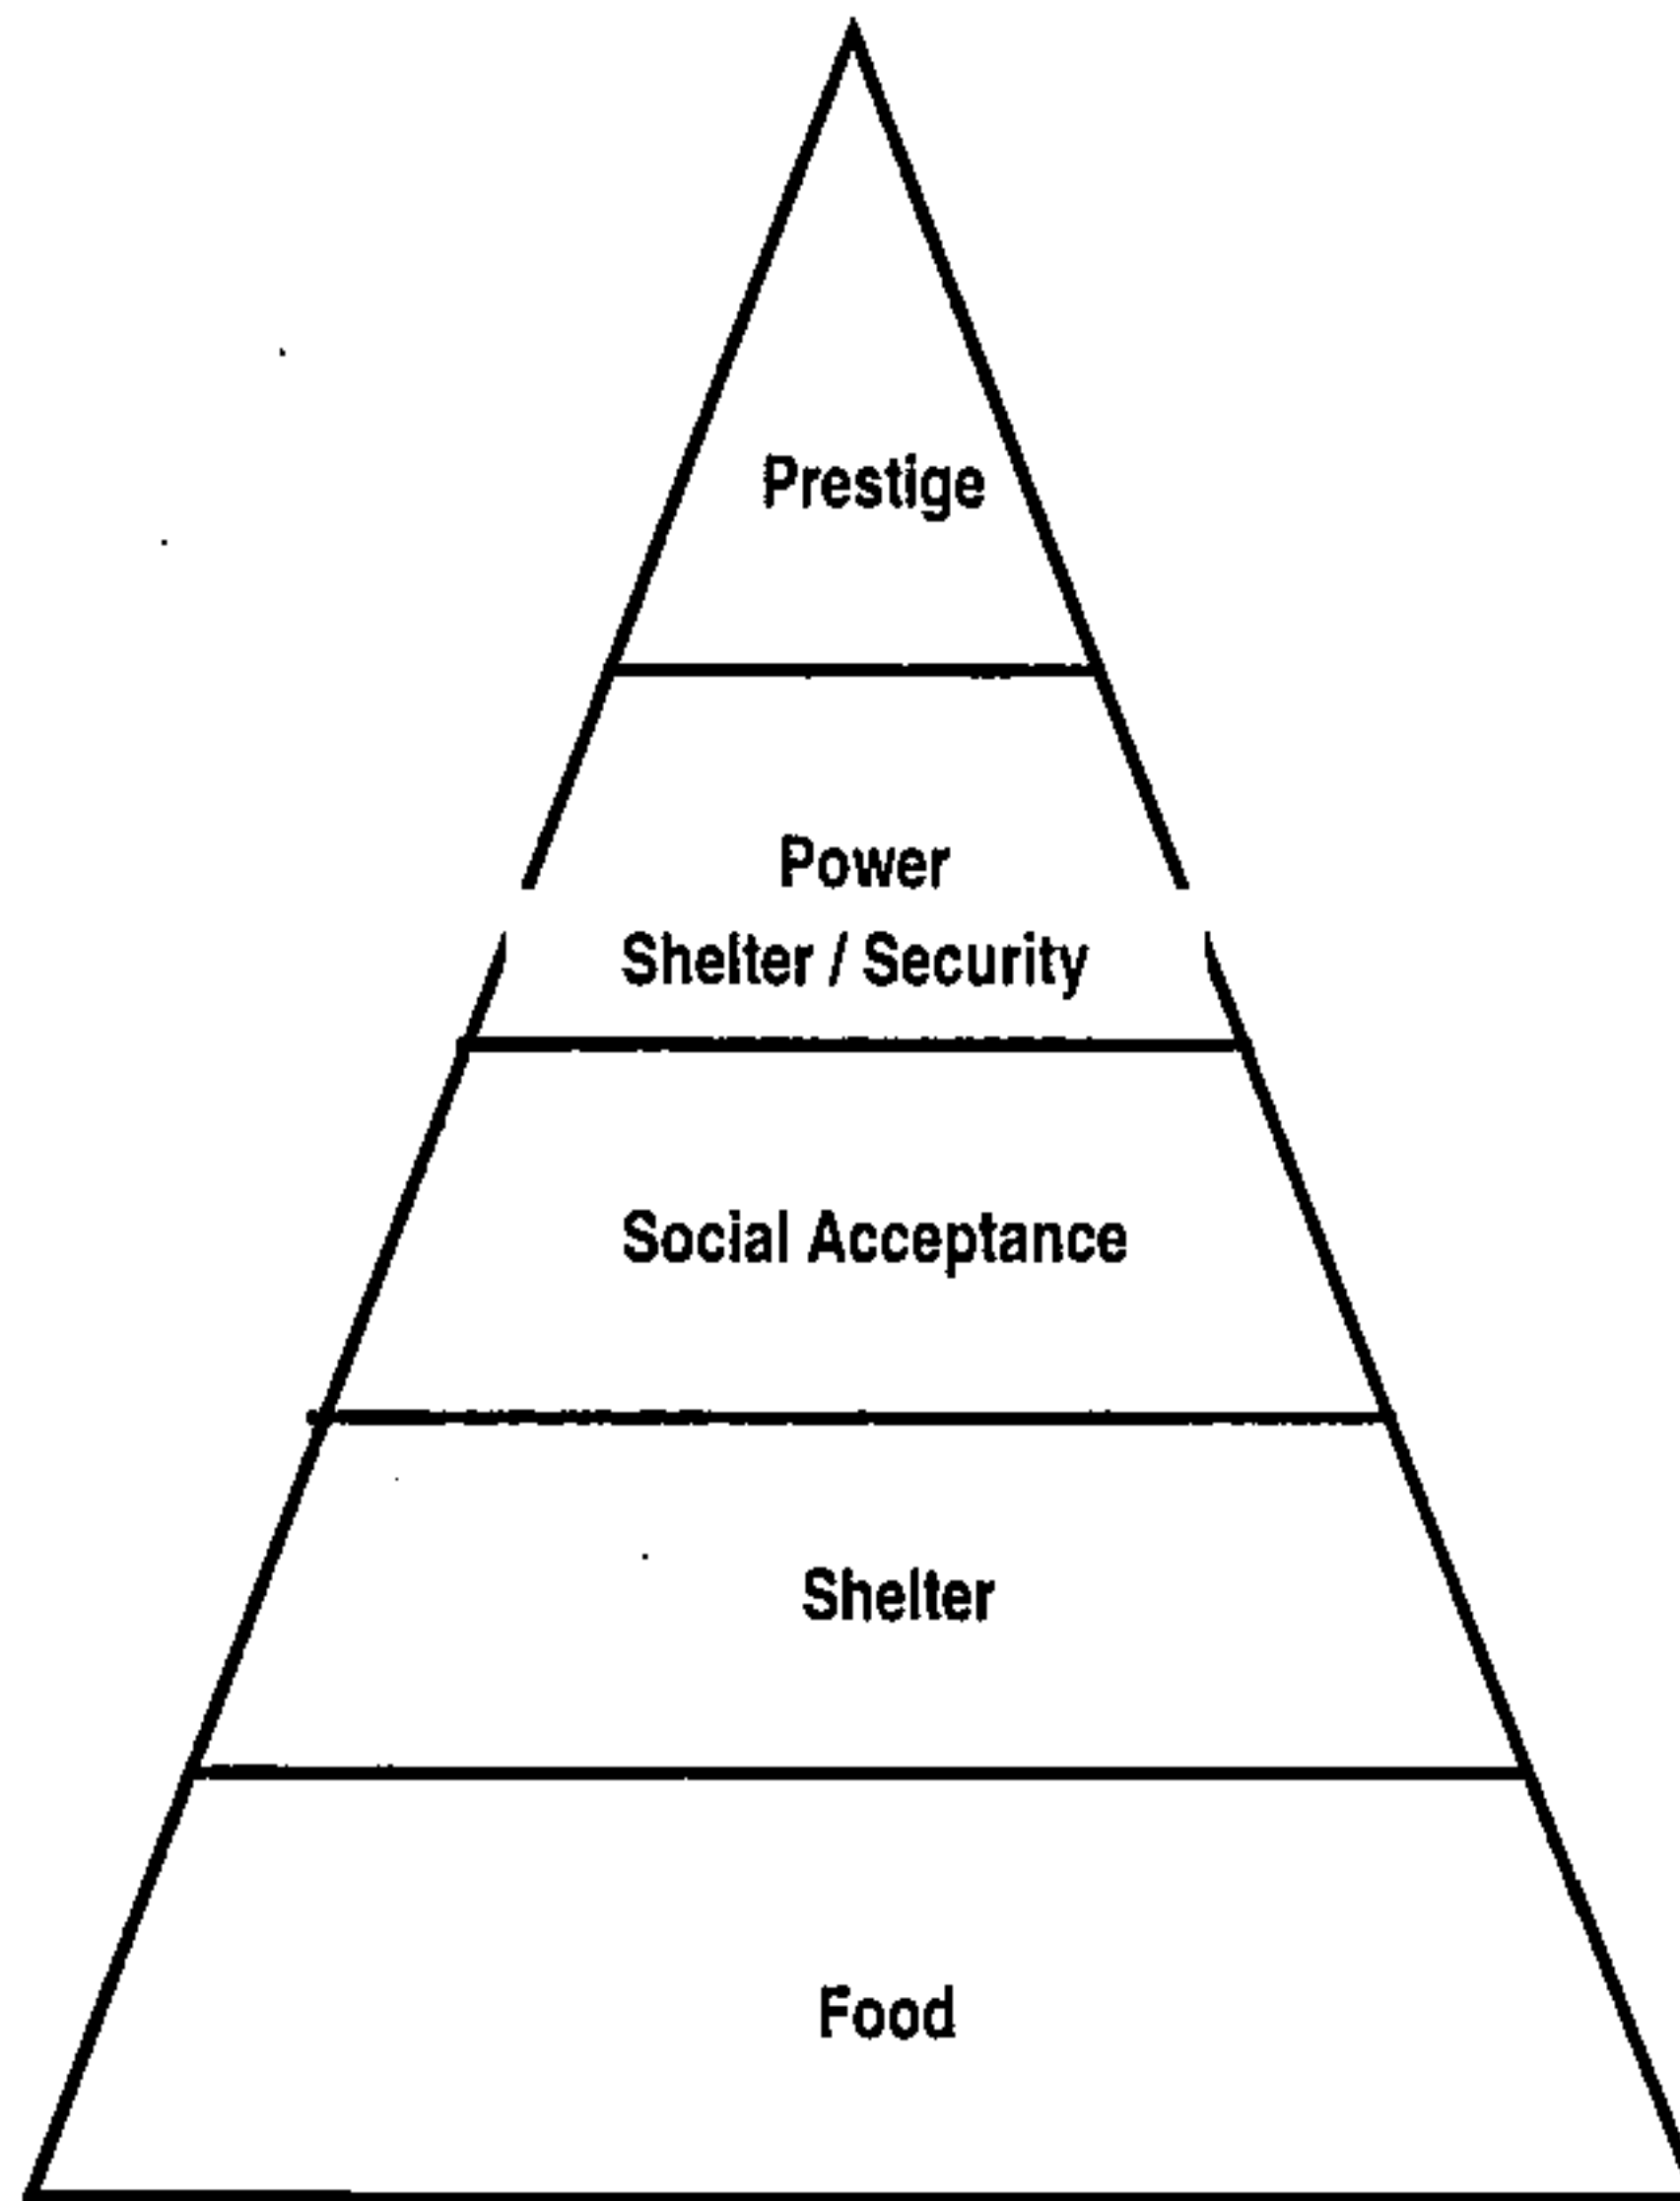 Prestige
Power
Shelter / Security
Social Acceptance
Shelter
Food